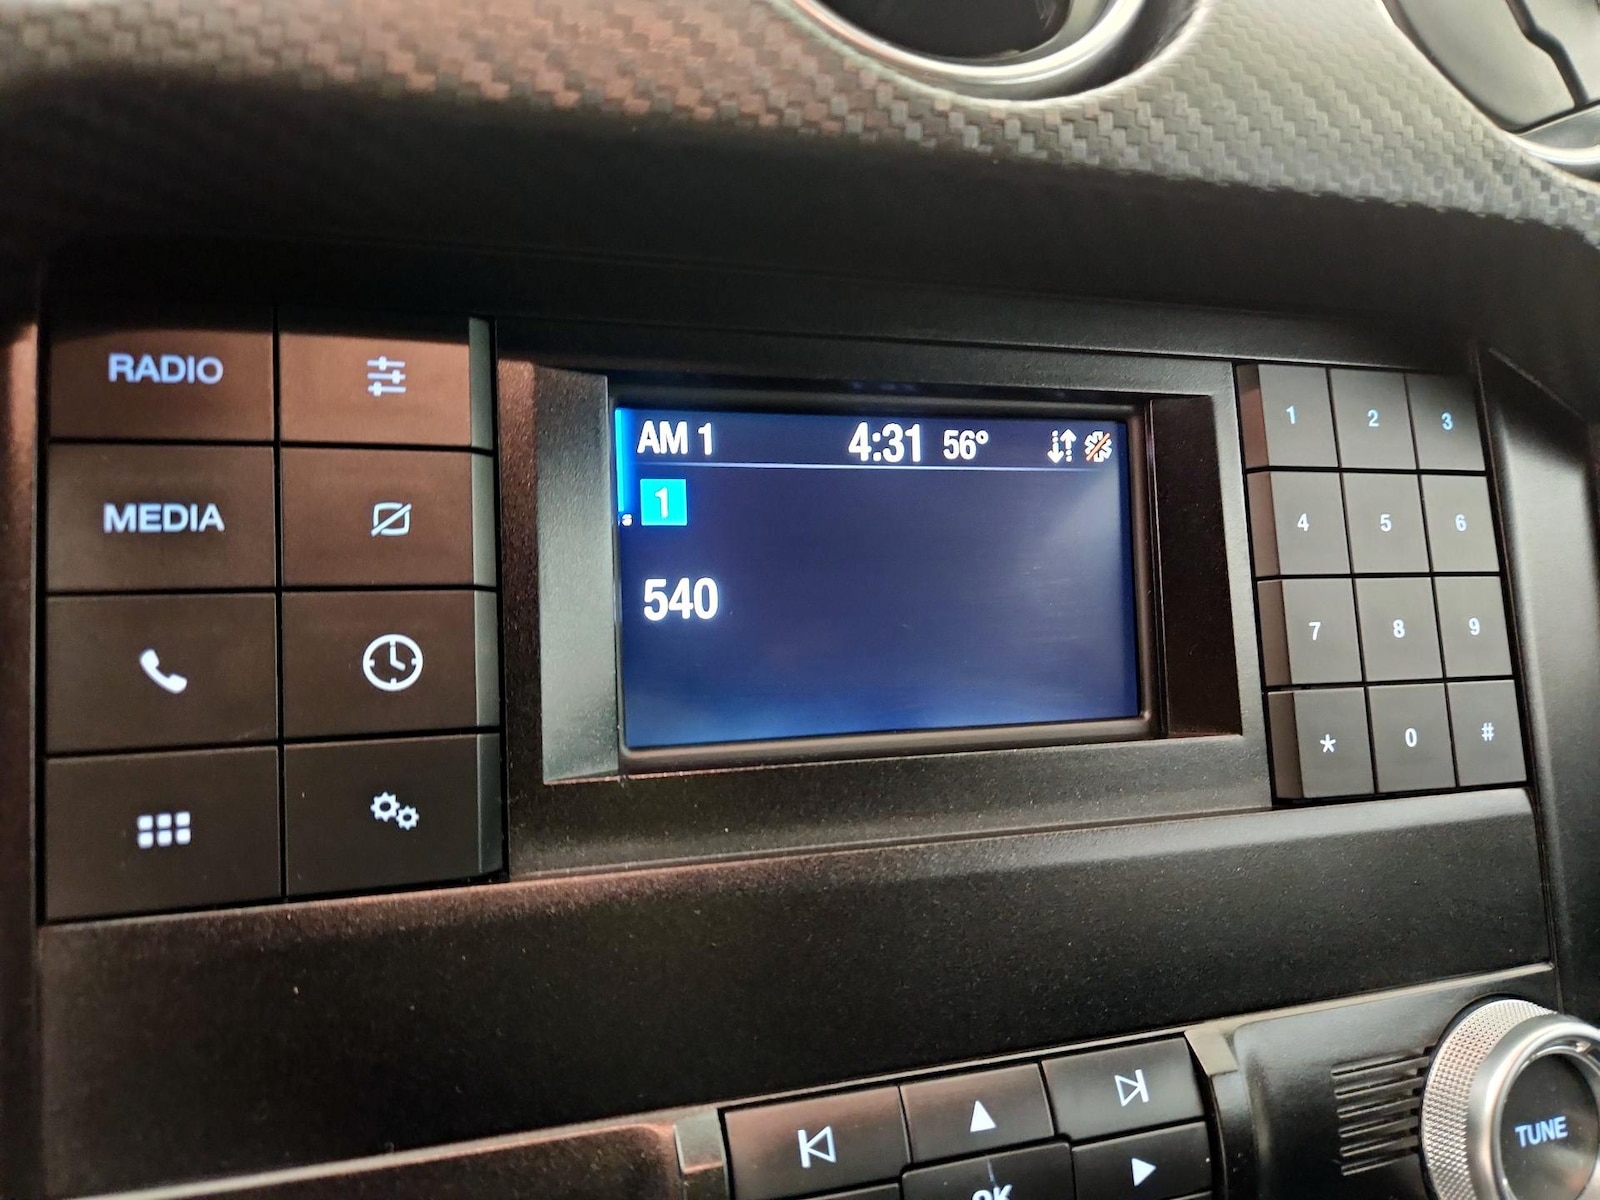 RADIO
MEDIA
AM 1 4:31 56°
1
540
1 2 3
4 5 6
7 8 9
* 0 #
OK
TUNE